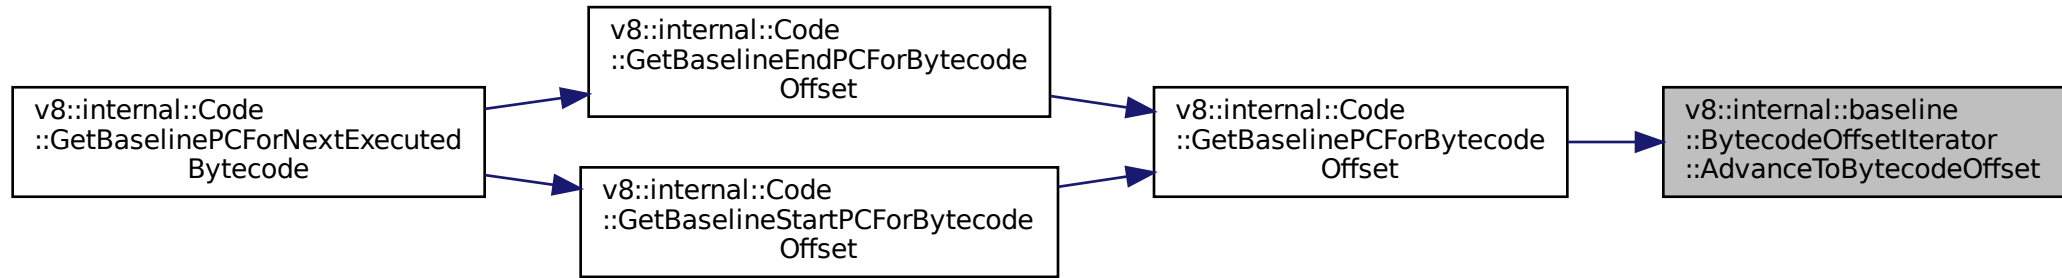 v8::internal::Code
::GetBaselinePCForNextExecuted
Bytecode
v8::internal::Code
::GetBaselineEndPCForBytecode
Offset
v8::internal::Code
::GetBaselineStartPCForBytecode
Offset
v8::internal::Code
::GetBaselinePCForBytecode
Offset
v8::internal::baseline
::BytecodeOffsetIterator
::AdvanceToBytecodeOffset